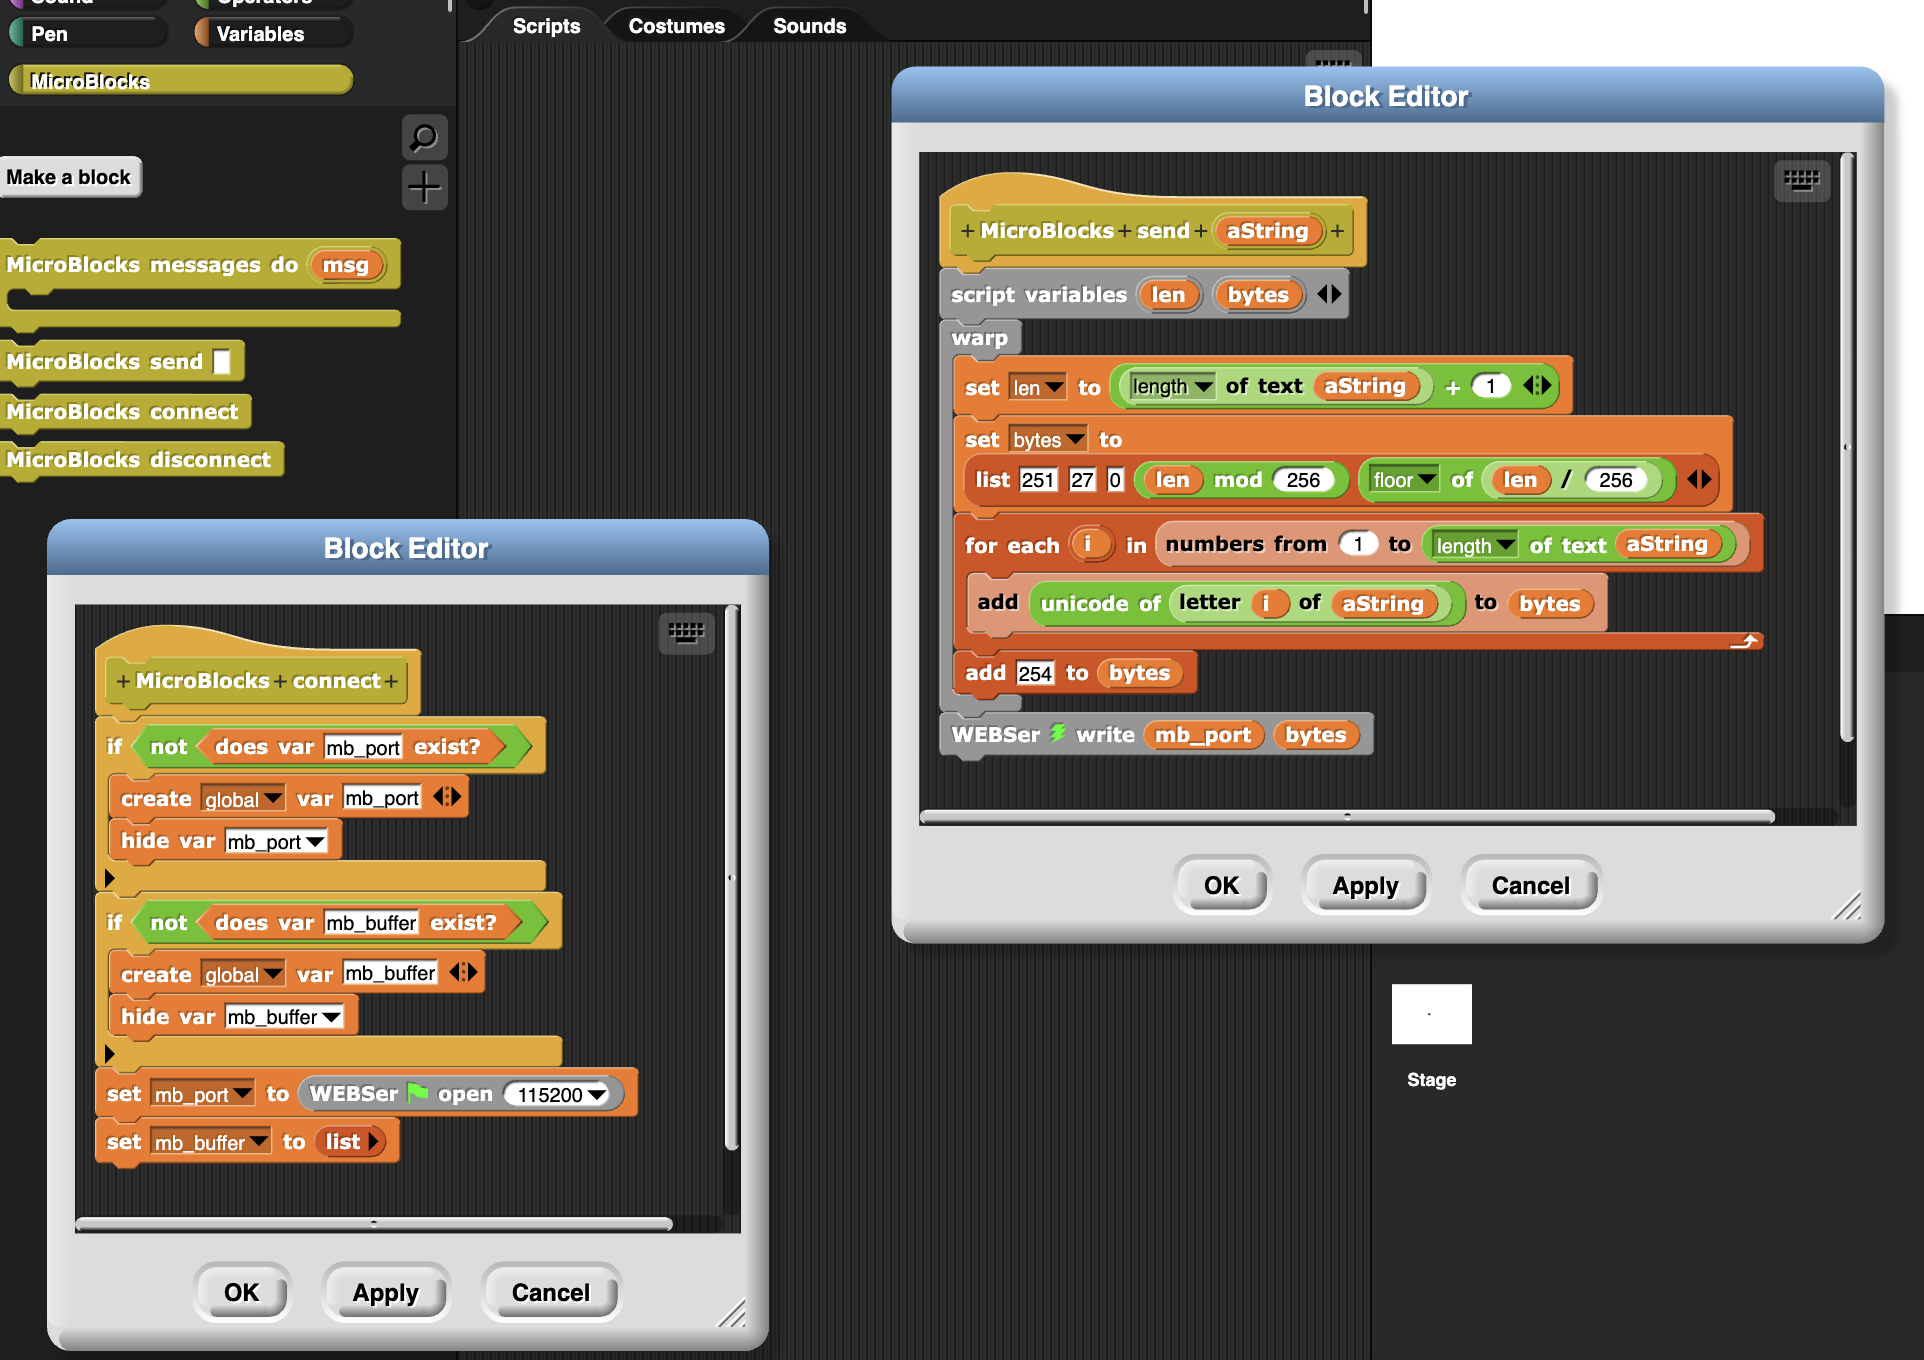 Sound
Operators
Pen
Variables
MicroBlocks
Make a block
MicroBlocks messages do msg
MicroBlocks send
MicroBlocks connect
MicroBlocks disconnect
Scripts
Costumes
Sounds
Block Editor
+ MicroBlocks + send + aString +
script variables len bytes
warp
set len to length of text aString + 1
set bytes to
list 251 27 0 len mod 256 floor of len / 256
for each i in numbers from 1 to length of text aString
add unicode of letter i of aString to bytes
add 254 to bytes
WEBSer write mb_port bytes
OK
Apply
Cancel
Block Editor
+ MicroBlocks + connect +
if not does var mb_port exist?
create global var mb_port
hide var mb_port
if not does var mb_buffer exist?
create global var mb_buffer
hide var mb_buffer
set mb_port to WEBSer open 115200
set mb_buffer to list
OK
Apply
Cancel
Stage